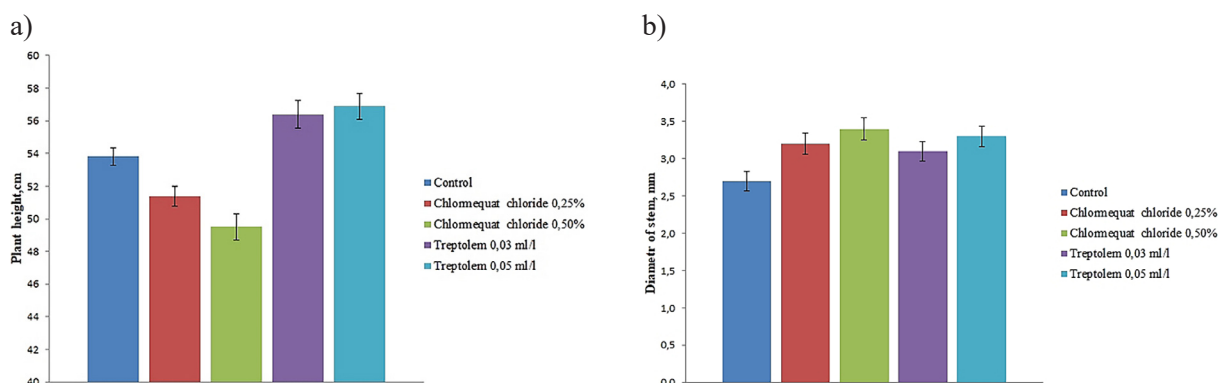 a)
60
58
56
54
52
50
48
46
44
42
40
Plant height,cm
Control
Chlormequat chloride 0,25%
Chlormequat chloride 0,50%
Treptolem 0,03 ml/l
Treptolem 0,05 ml/l
b)
4,0
3,5
3,0
2,5
2,0
1,5
1,0
0,5
0,0
Diametr of stem, mm
Control
Chlormequat chloride 0,25%
Chlormequat chloride 0,50%
Treptolem 0,03 ml/l
Treptolem 0,05 ml/l